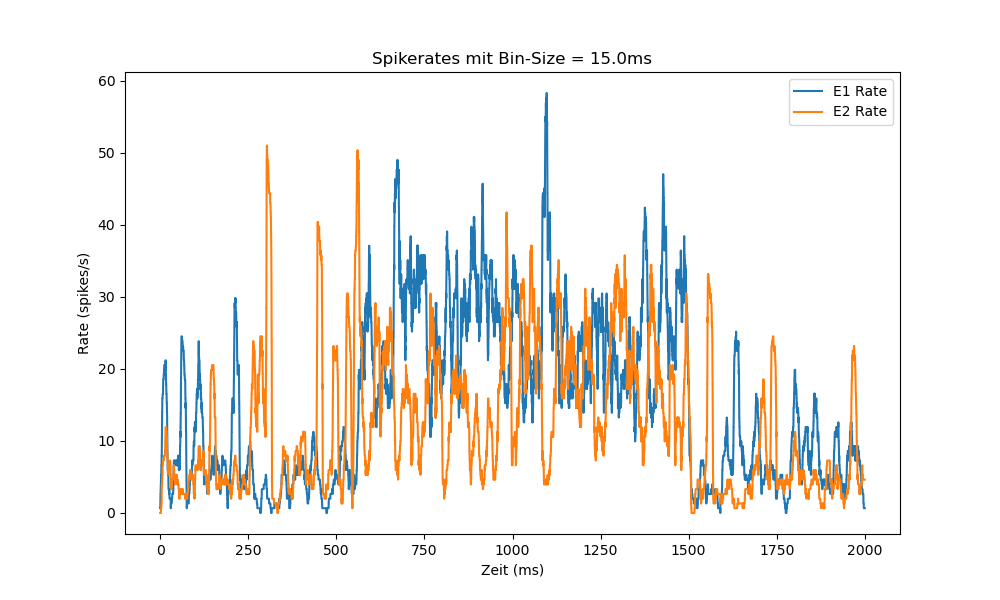 Spikerates mit Bin-Size = 15.0ms
E1 Rate
E2 Rate
60
50
40
30
20
10
0
Rate (spikes/s)
0 250 500 750 1000 1250 1500 1750 2000
Zeit (ms)